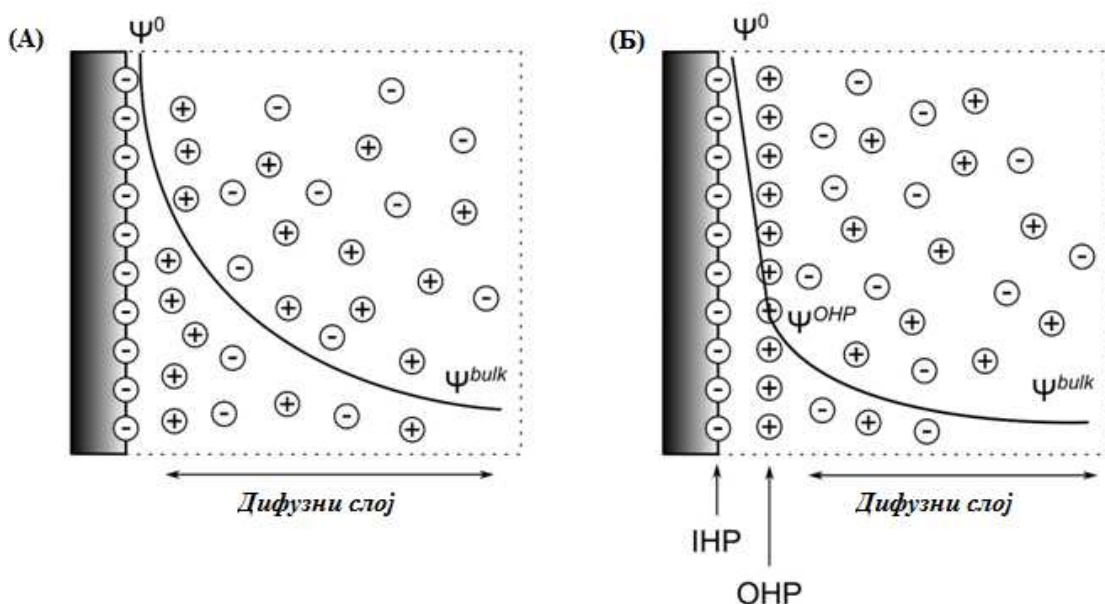 (А)
Ψ⁰
Ψᵇᵘˡᵏ
Дифузни слој
(Б)
Ψ⁰
Ψᴼᴴᴾ
Ψᵇᵘˡᵏ
Дифузни слој
IHP
OHP